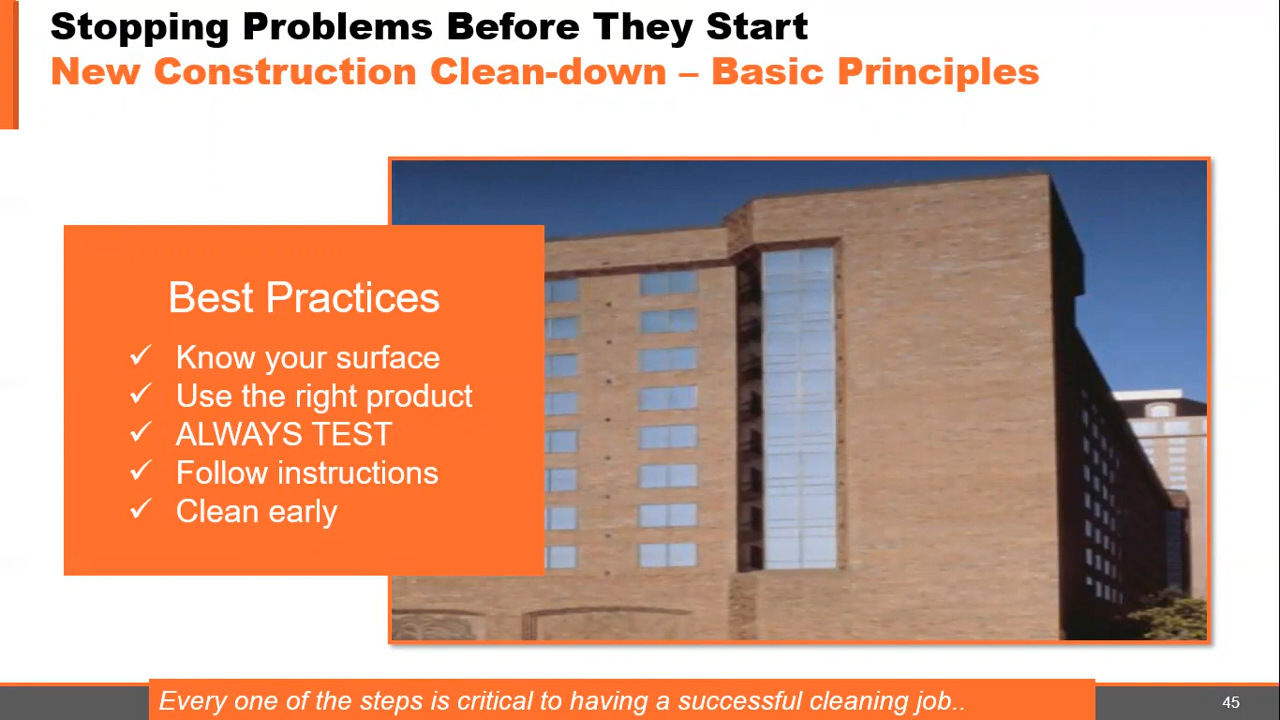 Stopping Problems Before They Start
New Construction Clean-down – Basic Principles
Best Practices
✓ Know your surface
✓ Use the right product
✓ ALWAYS TEST
✓ Follow instructions
✓ Clean early
Every one of the steps is critical to having a successful cleaning job..
45